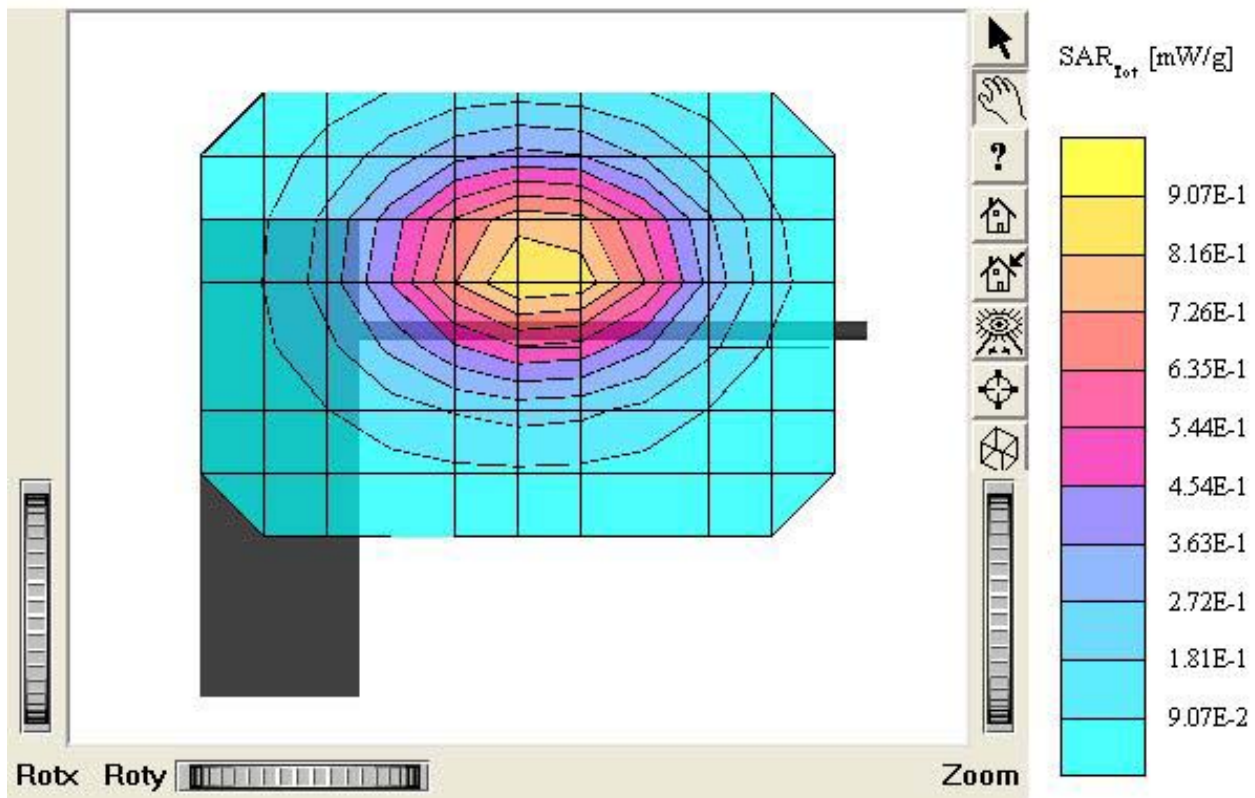 SAR_Tot [mW/g]
?
9.07E-1
8.16E-1
7.26E-1
6.35E-1
5.44E-1
4.54E-1
3.63E-1
2.72E-1
1.81E-1
9.07E-2
Rotx Roty Zoom